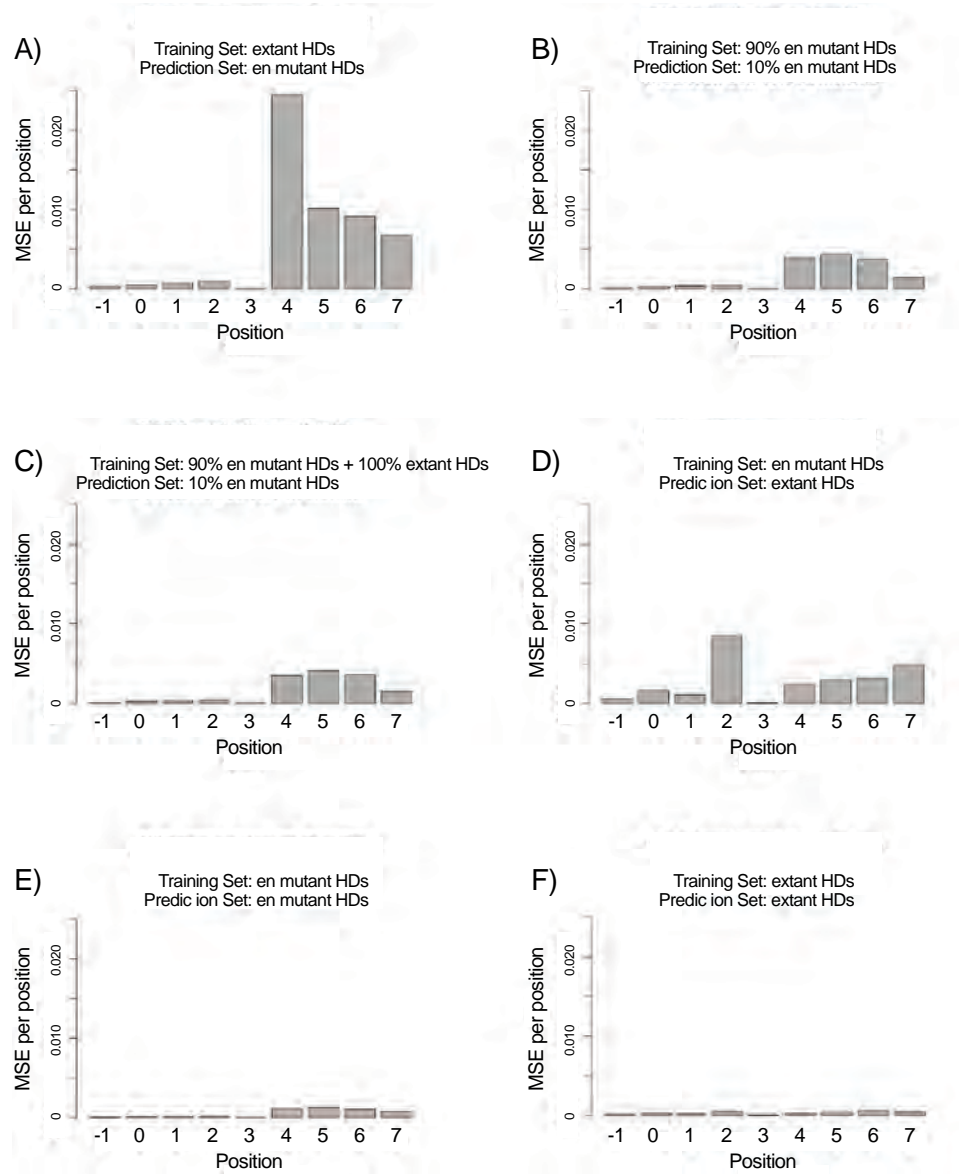 A)
Training Set: extant HDs
Prediction Set: en mutant HDs
MSE per position
0.020
0.010
0
-1 0 1 2 3 4 5 6 7
Position
B)
Training Set: 90% en mutant HDs
Prediction Set: 10% en mutant HDs
MSE per position
0.020
0.010
0
-1 0 1 2 3 4 5 6 7
Position
C)
Training Set: 90% en mutant HDs + 100% extant HDs
Prediction Set: 10% en mutant HDs
MSE per position
0.020
0.010
0
-1 0 1 2 3 4 5 6 7
Position
D)
Training Set: en mutant HDs
Predic ion Set: extant HDs
MSE per position
0.020
0.010
0
-1 0 1 2 3 4 5 6 7
Position
E)
Training Set: en mutant HDs
Predic ion Set: en mutant HDs
MSE per position
0.020
0.010
0
-1 0 1 2 3 4 5 6 7
Position
F)
Training Set: extant HDs
Predic ion Set: extant HDs
MSE per position
0.020
0.010
0
-1 0 1 2 3 4 5 6 7
Position